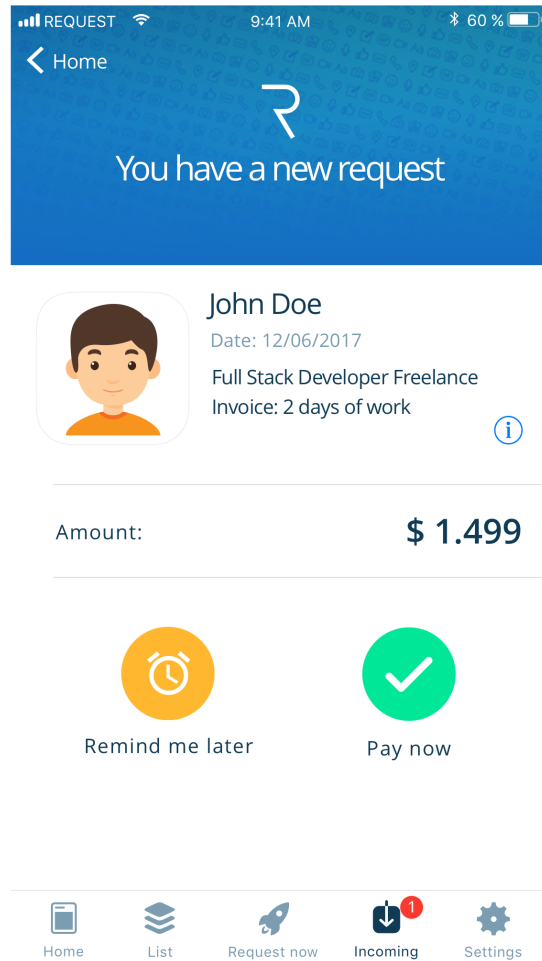 REQUEST 9:41 AM 60 %
Home
You have a new request
John Doe
Date: 12/06/2017
Full Stack Developer Freelance
Invoice: 2 days of work
i
Amount: $ 1.499
Remind me later Pay now
1
Home List Request now Incoming Settings